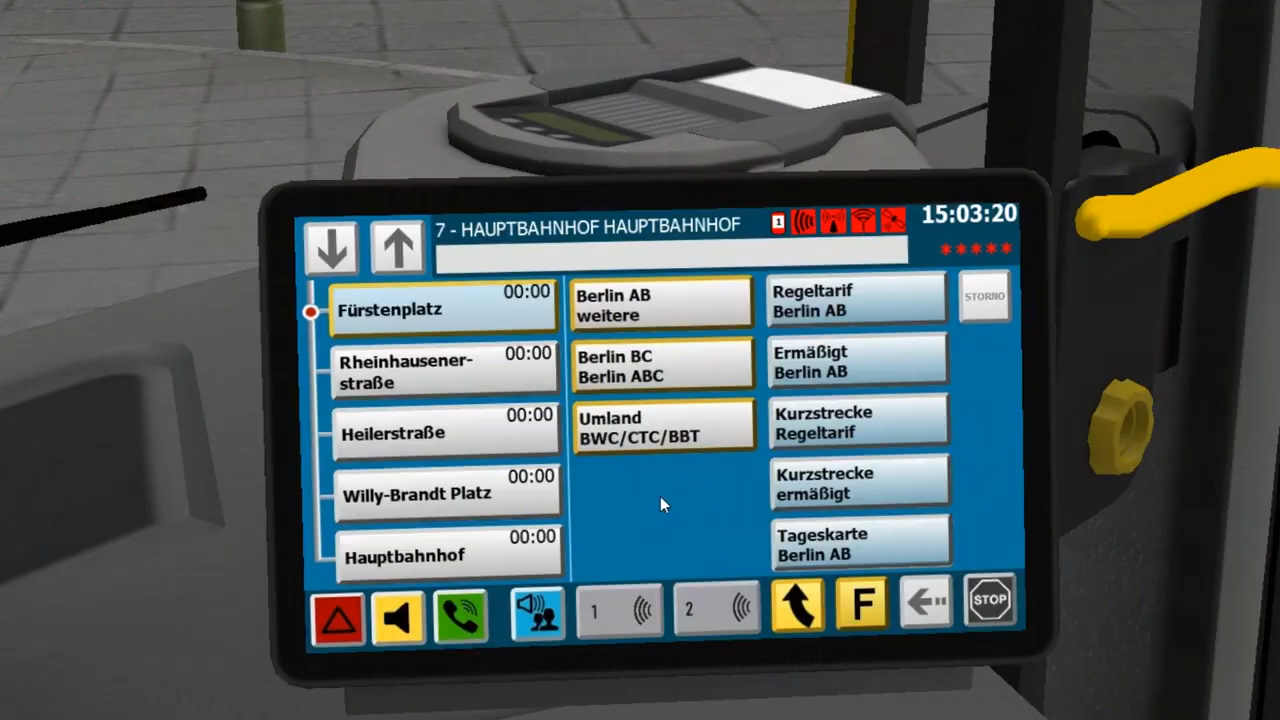 7 - HAUPTBAHNHOF HAUPTBAHNHOF
1
15:03:20
*****
00:00
Fürstenplatz
00:00
Rheinhausener-
straße
00:00
Heilerstraße
00:00
Willy-Brandt Platz
00:00
Hauptbahnhof
Berlin AB
weitere
Berlin BC
Berlin ABC
Umland
BWC/CTC/BBT
Regeltarif
Berlin AB
Ermäßigt
Berlin AB
Kurzstrecke
Regeltarif
Kurzstrecke
ermäßigt
Tageskarte
Berlin AB
STORNO
1
2
F
STOP